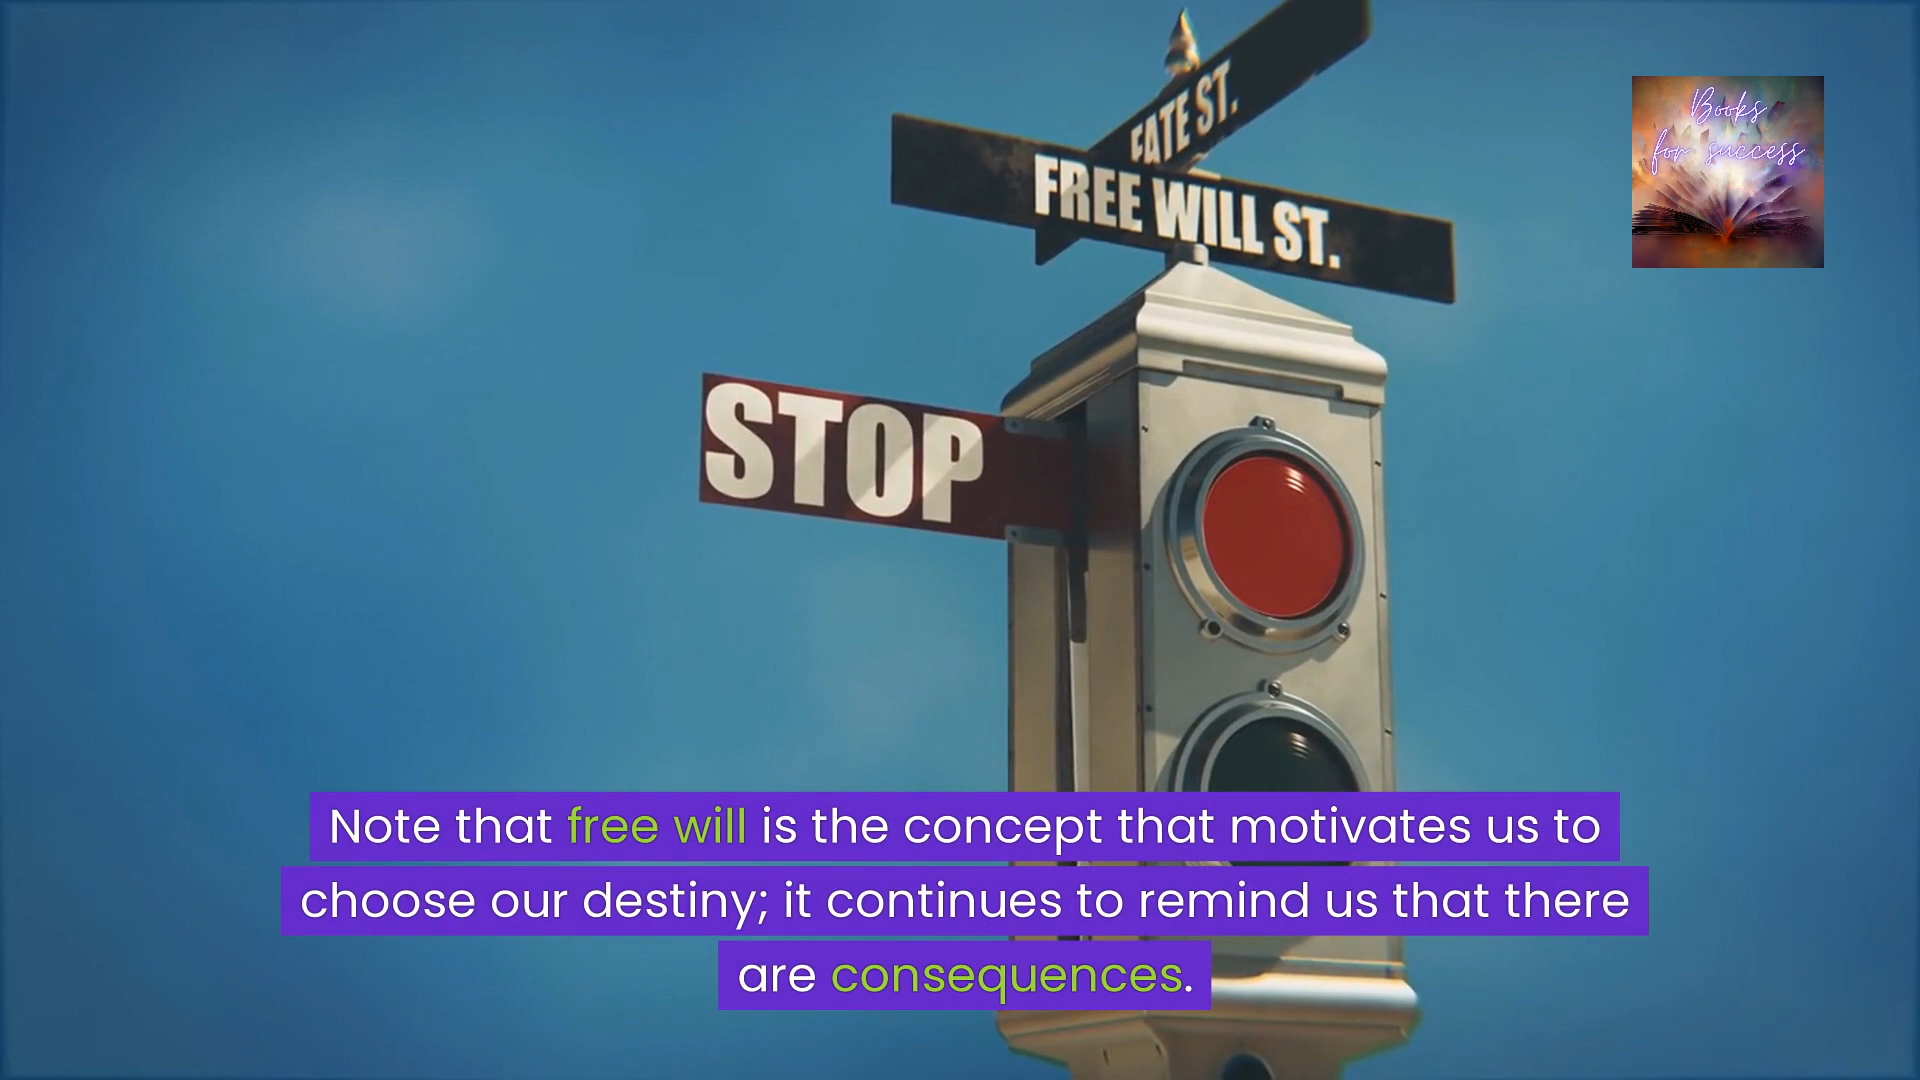 FATE ST.
FREE WILL ST.
Books
for success
STOP
Note that free will is the concept that motivates us to
choose our destiny; it continues to remind us that there
are consequences.